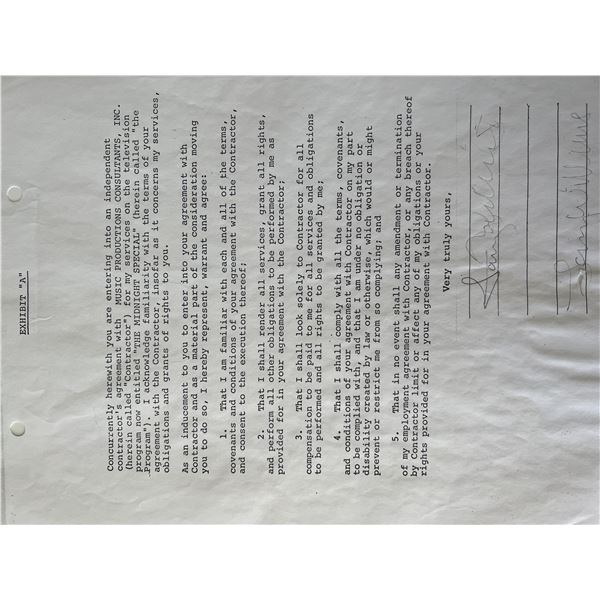 EXHIBIT "A"
Concurrently herewith you are entering into an independent
contractor's agreement with MUSIC PRODUCTIONS CONSULTANTS, INC.
(herein called "Contractor") for my services on the television
program now entitled "THE MIDNIGHT SPECIAL" (herein called "the
Program"). I acknowledge familiarity with the terms of your
agreement with the Contractor, insofar as it concerns my services,
obligations and grants of rights to you.
As an inducement to you to enter into your agreement with
Contractor and as a material part of the consideration moving
you to do so, I hereby represent, warrant and agree:
1. That I am familiar with each and all of the terms,
covenants and conditions of your agreement with the Contractor,
and consent to the execution thereof;
2. That I shall render all services, grant all rights,
and perform all other obligations to be performed by me as
provided for in your agreement with the Contractor;
3. That I shall look solely to Contractor for all
compensation to be paid to me for all services and obligations
to be performed and all rights to be granted by me;
4. That I shall comply with all the terms, covenants,
and conditions of your agreement with Contractor on my part
to be complied with, and that I am under no obligation or
disability created by law or otherwise, which would or might
prevent or restrict me from so complying; and
5. That in no event shall any amendment or termination
of my employment agreement with Contractor, or any breach thereof
by Contractor limit or affect any of my obligations or your
rights provided for in your agreement with Contractor.
Very truly yours,